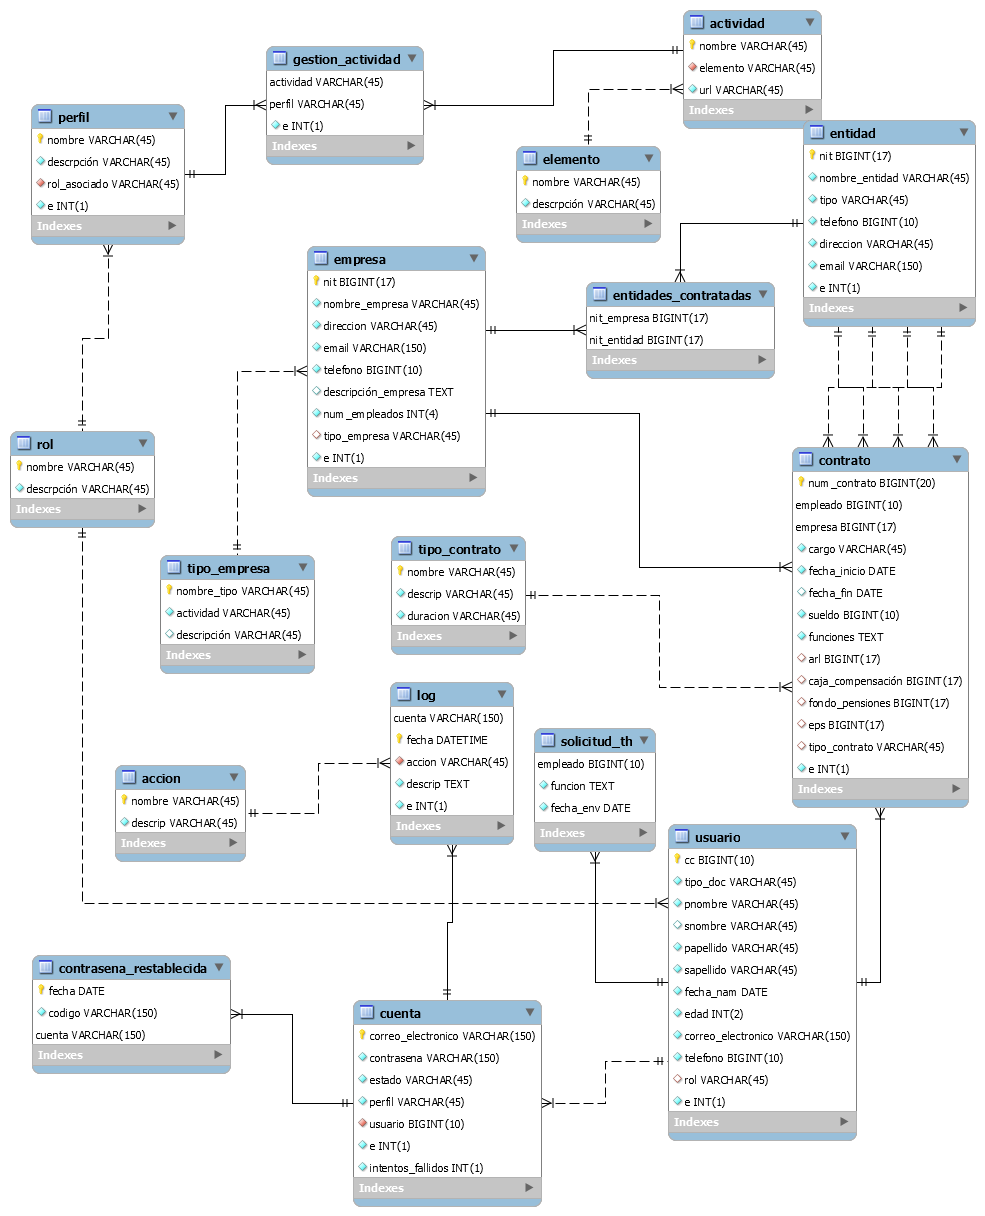 actividad
nombre VARCHAR(45)
elemento VARCHAR(45)
url VARCHAR(45)
Indexes
gestion_actividad
actividad VARCHAR(45)
perfil VARCHAR(45)
e INT(1)
Indexes
perfil
nombre VARCHAR(45)
descrpción VARCHAR(45)
rol_asociado VARCHAR(45)
e INT(1)
Indexes
elemento
nombre VARCHAR(45)
descrpción VARCHAR(45)
Indexes
entidad
nit BIGINT(17)
nombre_entidad VARCHAR(45)
tipo VARCHAR(45)
telefono BIGINT(10)
direccion VARCHAR(45)
email VARCHAR(150)
e INT(1)
Indexes
empresa
nit BIGINT(17)
nombre_empresa VARCHAR(45)
direccion VARCHAR(45)
email VARCHAR(150)
telefono BIGINT(10)
descripción_empresa TEXT
num_empleados INT(4)
tipo_empresa VARCHAR(45)
e INT(1)
Indexes
entidades_contratadas
nit_empresa BIGINT(17)
nit_entidad BIGINT(17)
Indexes
rol
nombre VARCHAR(45)
descrpción VARCHAR(45)
Indexes
contrato
num_contrato BIGINT(20)
empleado BIGINT(10)
empresa BIGINT(17)
cargo VARCHAR(45)
fecha_inicio DATE
fecha_fin DATE
sueldo BIGINT(10)
funciones TEXT
arl BIGINT(17)
caja_compensación BIGINT(17)
fondo_pensiones BIGINT(17)
eps BIGINT(17)
tipo_contrato VARCHAR(45)
e INT(1)
Indexes
tipo_empresa
nombre_tipo VARCHAR(45)
actividad VARCHAR(45)
descripción VARCHAR(45)
Indexes
tipo_contrato
nombre VARCHAR(45)
descrip VARCHAR(45)
duracion VARCHAR(45)
Indexes
log
cuenta VARCHAR(150)
fecha DATETIME
accion VARCHAR(45)
descrip TEXT
e INT(1)
Indexes
solicitud_th
empleado BIGINT(10)
funcion TEXT
fecha_env DATE
Indexes
accion
nombre VARCHAR(45)
descrip VARCHAR(45)
Indexes
usuario
cc BIGINT(10)
tipo_doc VARCHAR(45)
pnombre VARCHAR(45)
snombre VARCHAR(45)
papellido VARCHAR(45)
sapellido VARCHAR(45)
fecha_nam DATE
edad INT(2)
correo_electronico VARCHAR(150)
telefono BIGINT(10)
rol VARCHAR(45)
e INT(1)
Indexes
contrasena_restablecida
fecha DATE
codigo VARCHAR(150)
cuenta VARCHAR(150)
Indexes
cuenta
correo_electronico VARCHAR(150)
contrasena VARCHAR(150)
estado VARCHAR(45)
perfil VARCHAR(45)
usuario BIGINT(10)
e INT(1)
intentos_fallidos INT(1)
Indexes